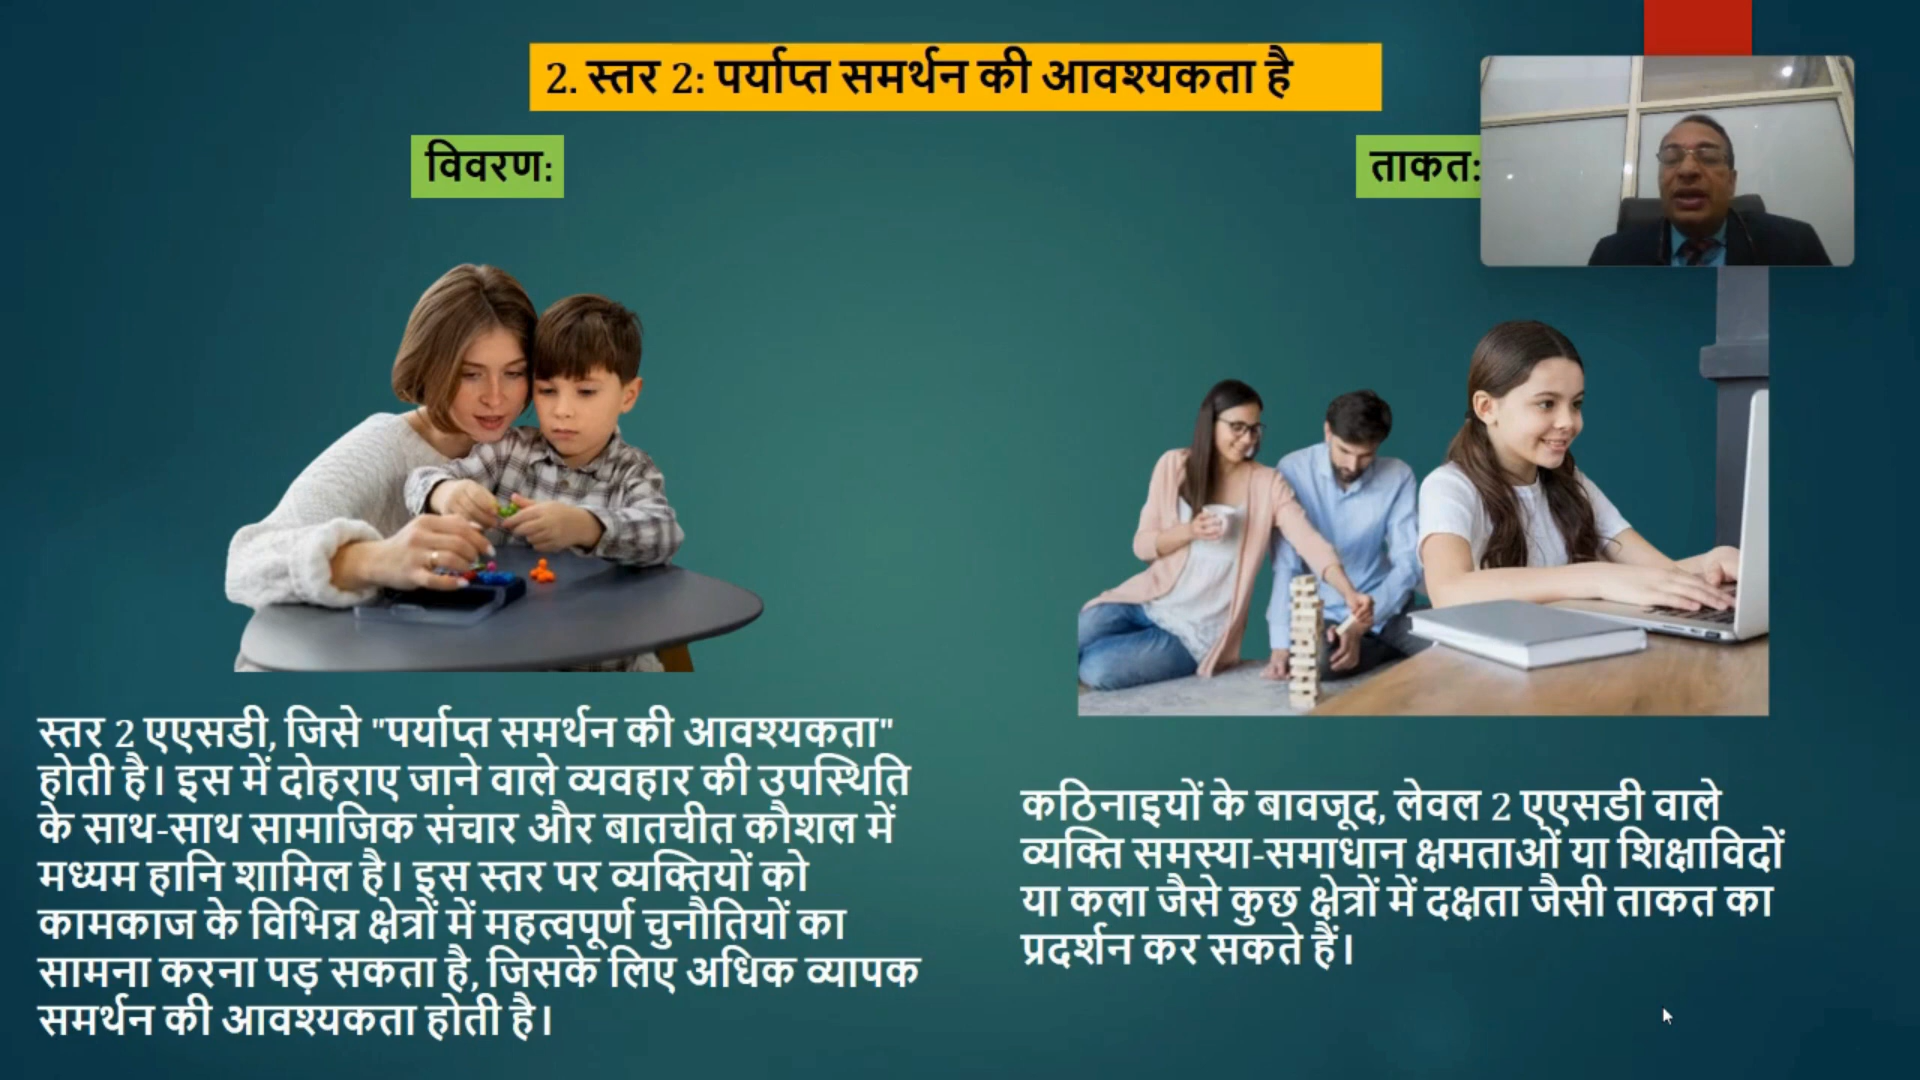 2. स्तर 2: पर्याप्त समर्थन की आवश्यकता है
विवरण:
ताकत:
स्तर 2 एएसडी, जिसे "पर्याप्त समर्थन की आवश्यकता"
होती है। इस में दोहराए जाने वाले व्यवहार की उपस्थिति
के साथ-साथ सामाजिक संचार और बातचीत कौशल में
मध्यम हानि शामिल है। इस स्तर पर व्यक्तियों को
कामकाज के विभिन्न क्षेत्रों में महत्वपूर्ण चुनौतियों का
सामना करना पड़ सकता है, जिसके लिए अधिक व्यापक
समर्थन की आवश्यकता होती है।
कठिनाइयों के बावजूद, लेवल 2 एएसडी वाले
व्यक्ति समस्या-समाधान क्षमताओं या शिक्षाविदों
या कला जैसे कुछ क्षेत्रों में दक्षता जैसी ताकत का
प्रदर्शन कर सकते हैं।